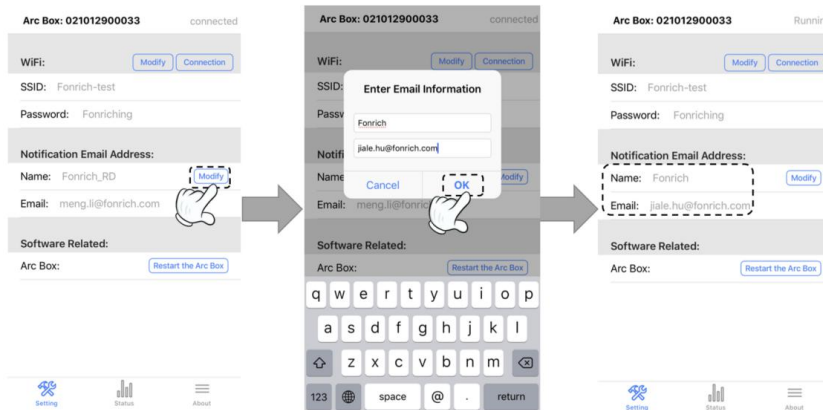 Arc Box: 021012900033 connected
WiFi: Modify Connection
SSID: Fonrich-test
Password: Fonriching
Notification Email Address:
Name: Fonrich_RD Modify
Email: meng.li@fonrich.com
Software Related:
Arc Box: Restart the Arc Box
Setting Status About
Arc Box: 021012900033 connected
WiFi: Modify Connection
SSID:
Enter Email Information
Fonrich
jiale.hu@fonrich.com
Cancel OK
Name Modify
Email: meng.li@fonric
Software Related:
Arc Box: Restart the Arc Box
q w e r t y u i o p
a s d f g h j k l
z x c v b n m
123 space @ . return
Arc Box: 021012900033
WiFi: Modify Connection
SSID: Fonrich-test
Password: Fonriching
Notification Email Address:
Name: Fonrich Modify
Email: jiale.hu@fonrich.com
Software Related:
Arc Box: Restart the Arc Box
Setting Status About